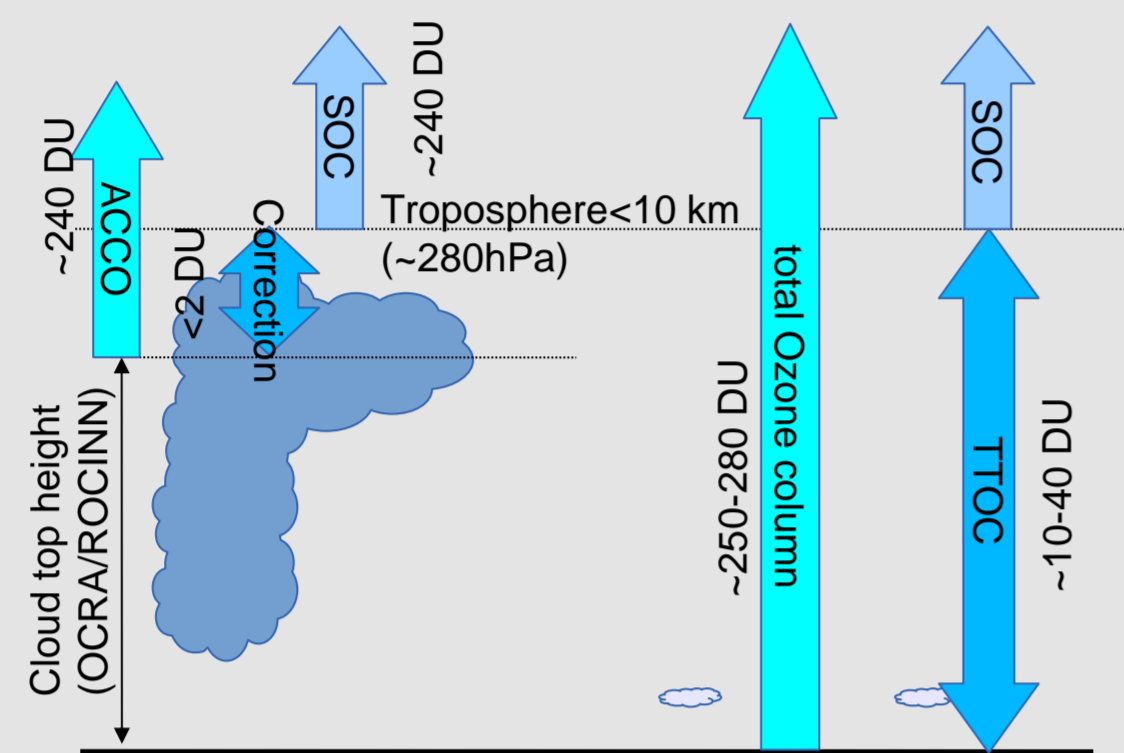 ~240 DU
ACCO
<2 DU
Correction
SOC
~240 DU
Troposphere<10 km
(~280hPa)
Cloud top height
(OCRA/ROCINN)
~250-280 DU
total Ozone column
SOC
TTOC
~10-40 DU